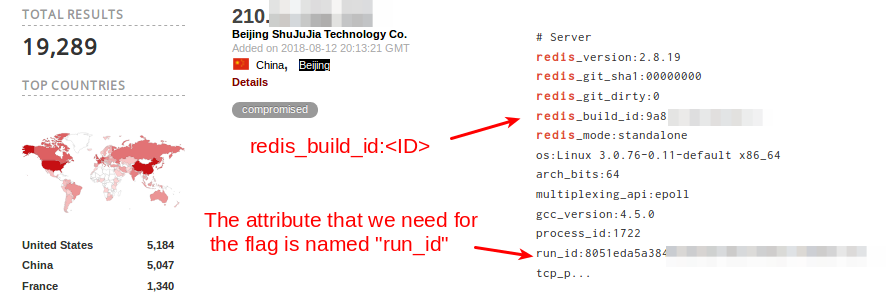 TOTAL RESULTS
19,289
TOP COUNTRIES
United States 5,184
China 5,047
France 1,340
210.
Beijing ShuJuJia Technology Co.
Added on 2018-08-12 20:13:21 GMT
China, Beijing
Details
compromised
redis_build_id:<ID>
The attribute that we need for
the flag is named "run_id"
# Server
redis_version:2.8.19
redis_git_sha1:00000000
redis_git_dirty:0
redis_build_id:9a8
redis_mode:standalone
os:Linux 3.0.76-0.11-default x86_64
arch_bits:64
multiplexing_api:epoll
gcc_version:4.5.0
process_id:1722
run_id:8051eda5a384
tcp_p...